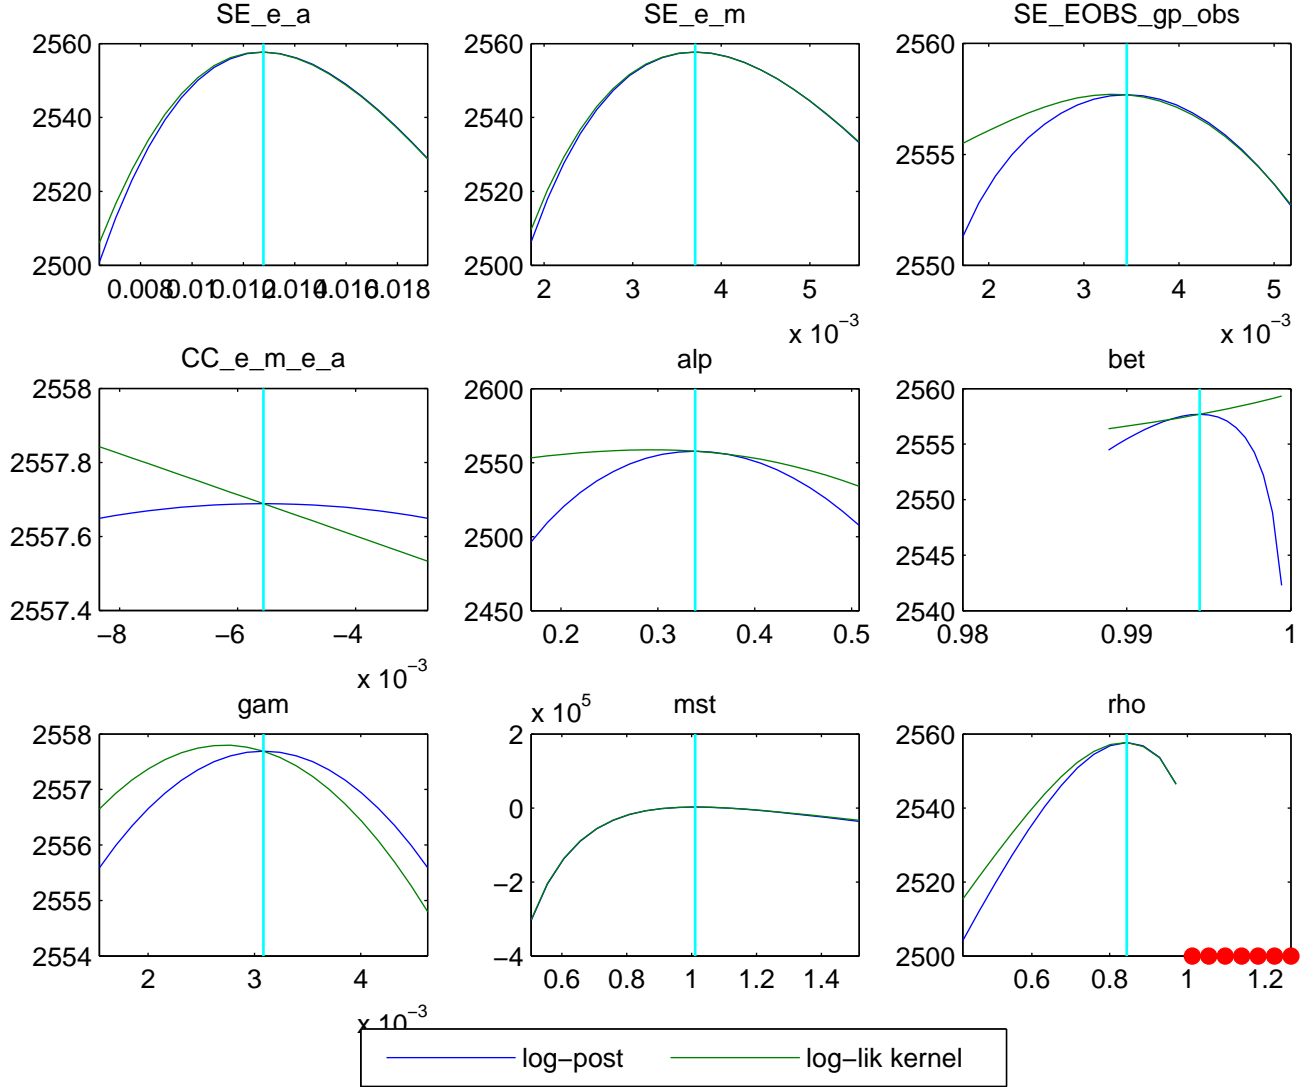 SE_e_a
2560
2540
2520
2500
0.008 0.01 0.012 0.014 0.016 0.018
SE_e_m
2560
2540
2520
2500
2 3 4 5
x 10−3
SE_EOBS_gp_obs
2560
2555
2550
2 3 4 5
x 10−3
CC_e_m_e_a
2558
2557.8
2557.6
2557.4
−8 −6 −4
x 10−3
alp
2600
2550
2500
2450
0.2 0.3 0.4 0.5
bet
2560
2555
2550
2545
2540
0.98 0.99 1
gam
2558
2557
2556
2555
2554
2 3 4
x 10−3
mst
x 10^5
2
0
−2
−4
0.6 0.8 1 1.2 1.4
rho
2560
2540
2520
2500
0.6 0.8 1 1.2
log−post log−lik kernel